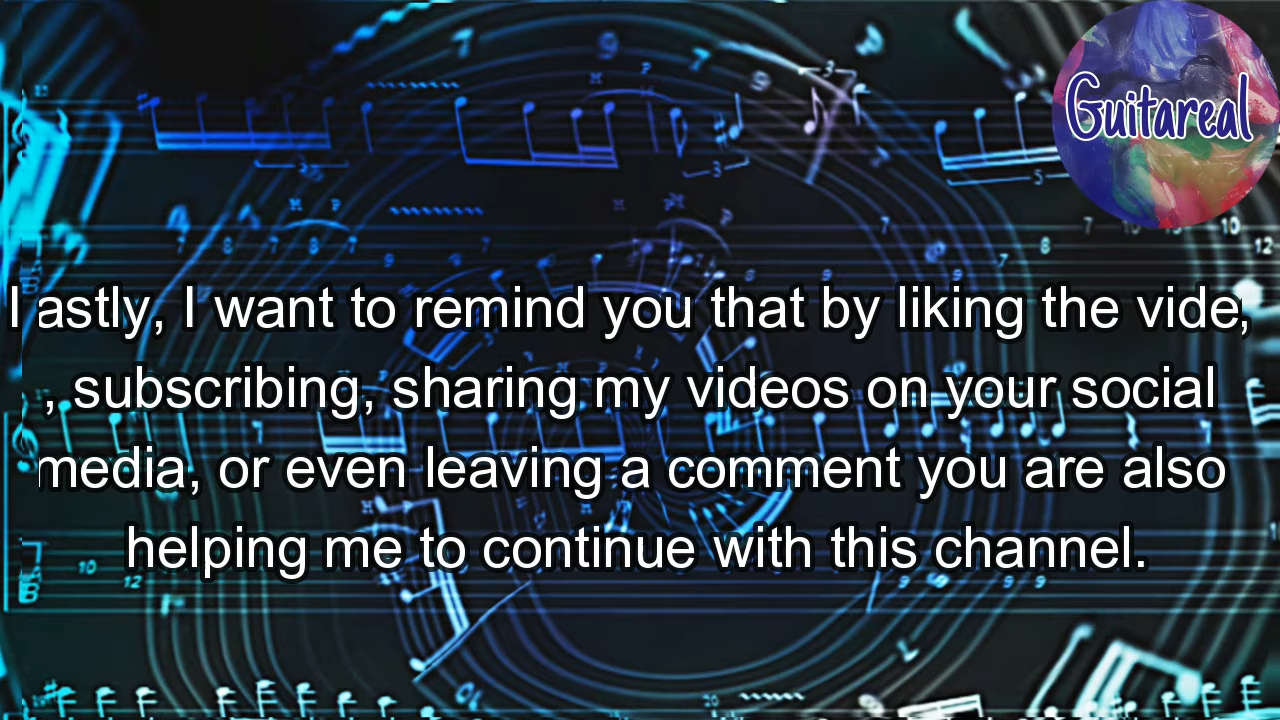 Guitareal
lastly, I want to remind you that by liking the vide,
, subscribing, sharing my videos on your social
media, or even leaving a comment you are also
helping me to continue with this channel.